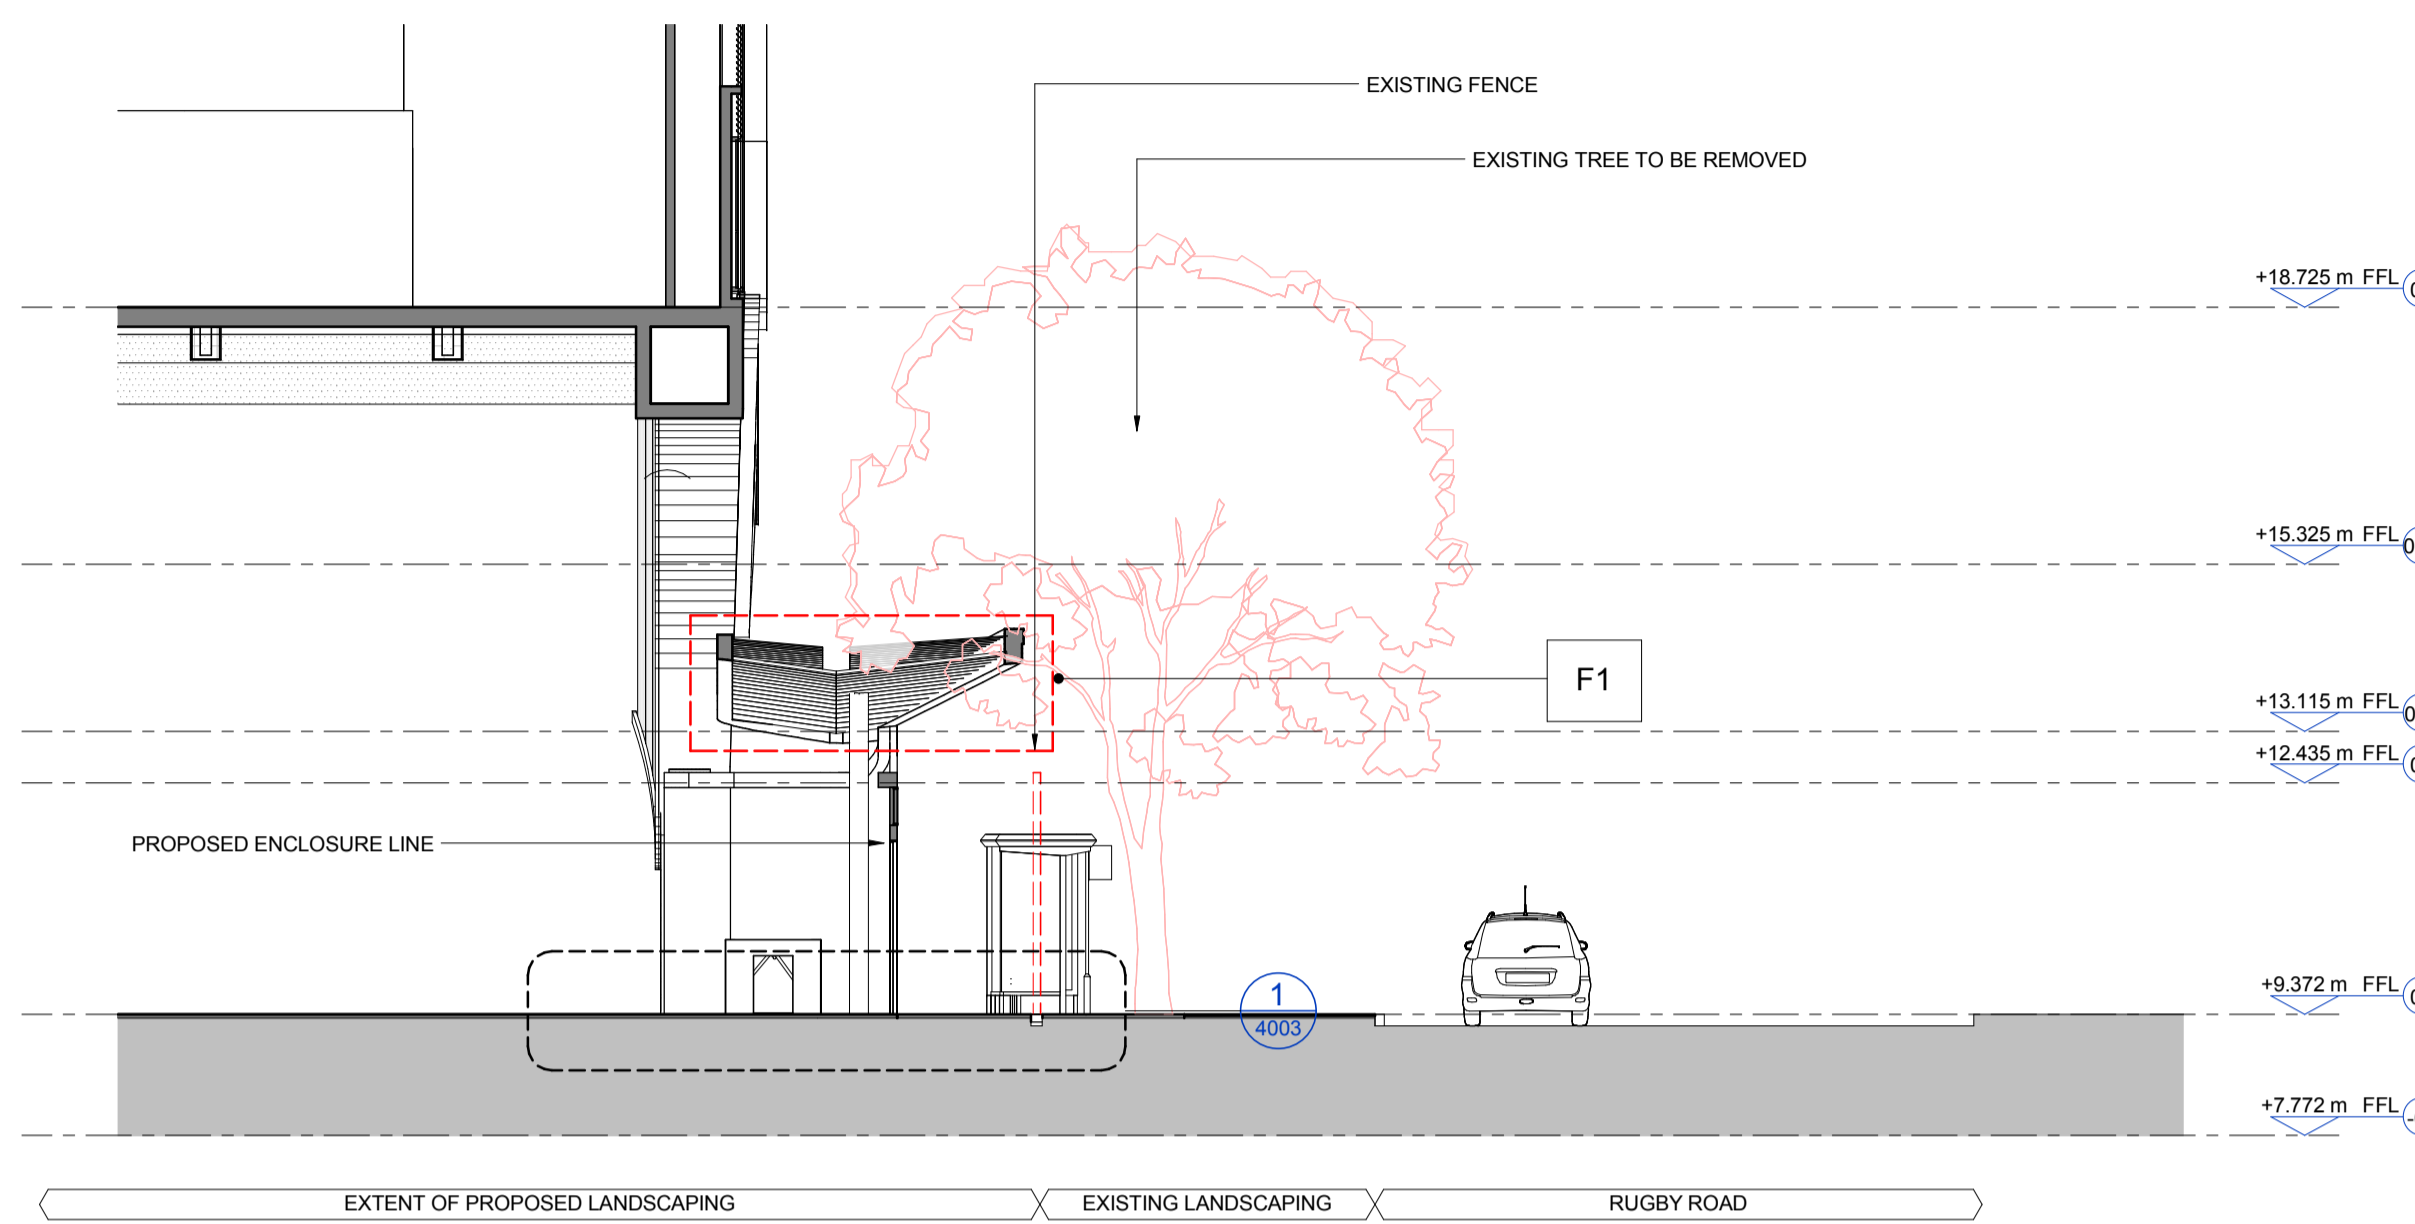 EXISTING FENCE
EXISTING TREE TO BE REMOVED
+18.725 m FFL
+15.325 m FFL
F1
+13.115 m FFL
+12.435 m FFL
PROPOSED ENCLOSURE LINE
+9.372 m FFL
1
4003
+7.772 m FFL
EXTENT OF PROPOSED LANDSCAPING
EXISTING LANDSCAPING
RUGBY ROAD